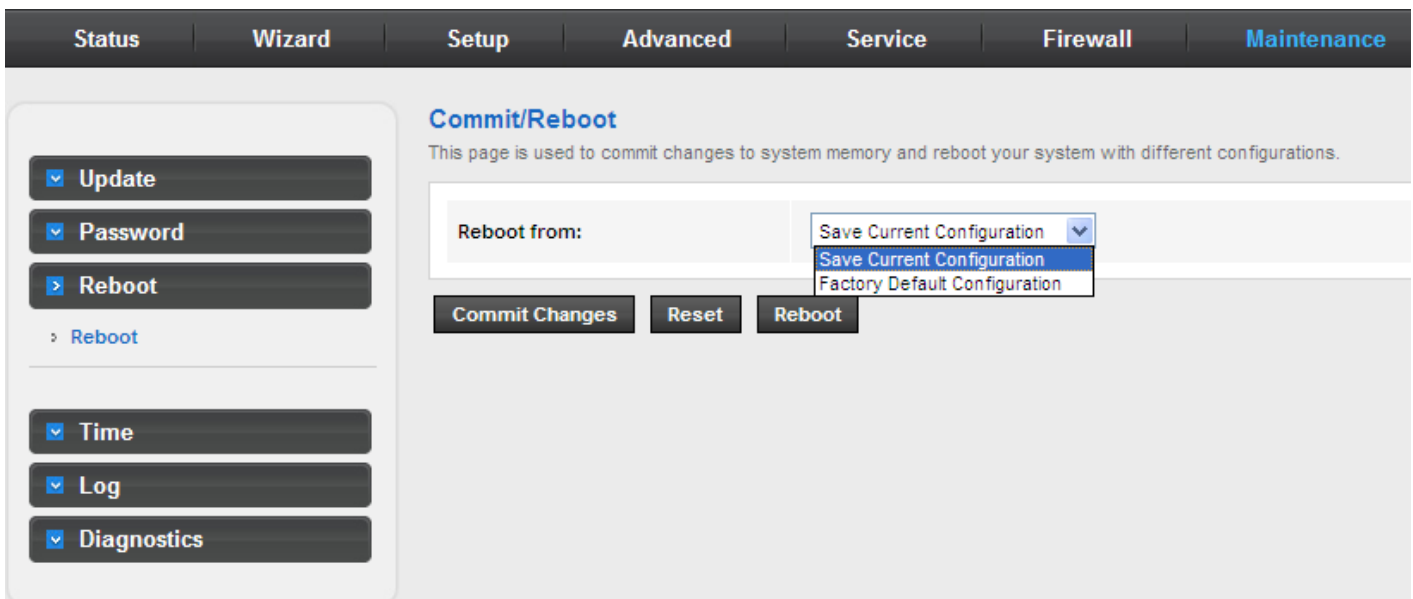 Status Wizard Setup Advanced Service Firewall Maintenance
Update
Password
Reboot
Reboot
Time
Log
Diagnostics
Commit/Reboot
This page is used to commit changes to system memory and reboot your system with different configurations.
Reboot from: Save Current Configuration
Save Current Configuration
Factory Default Configuration
Commit Changes Reset Reboot